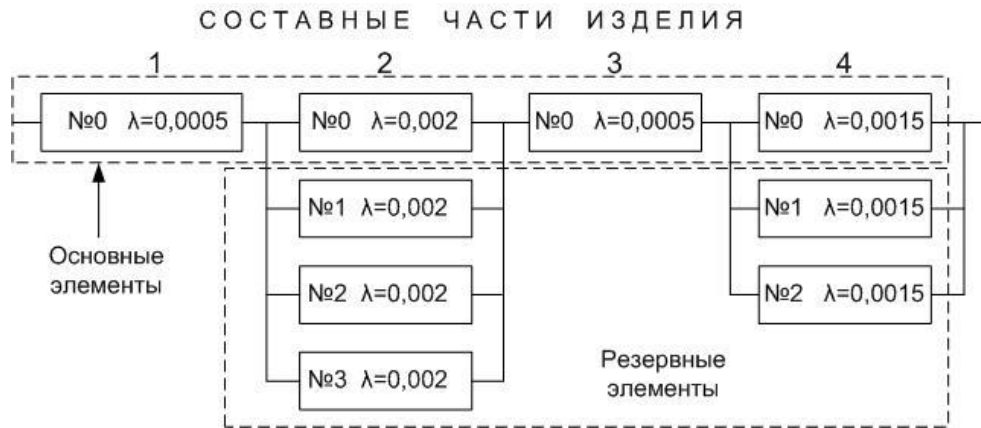 СОСТАВНЫЕ ЧАСТИ ИЗДЕЛИЯ
1 2 3 4
№0 λ=0,0005 №0 λ=0,002 №0 λ=0,0005 №0 λ=0,0015
№1 λ=0,002 №1 λ=0,0015
Основные
элементы
№2 λ=0,002 №2 λ=0,0015
№3 λ=0,002
Резервные
элементы